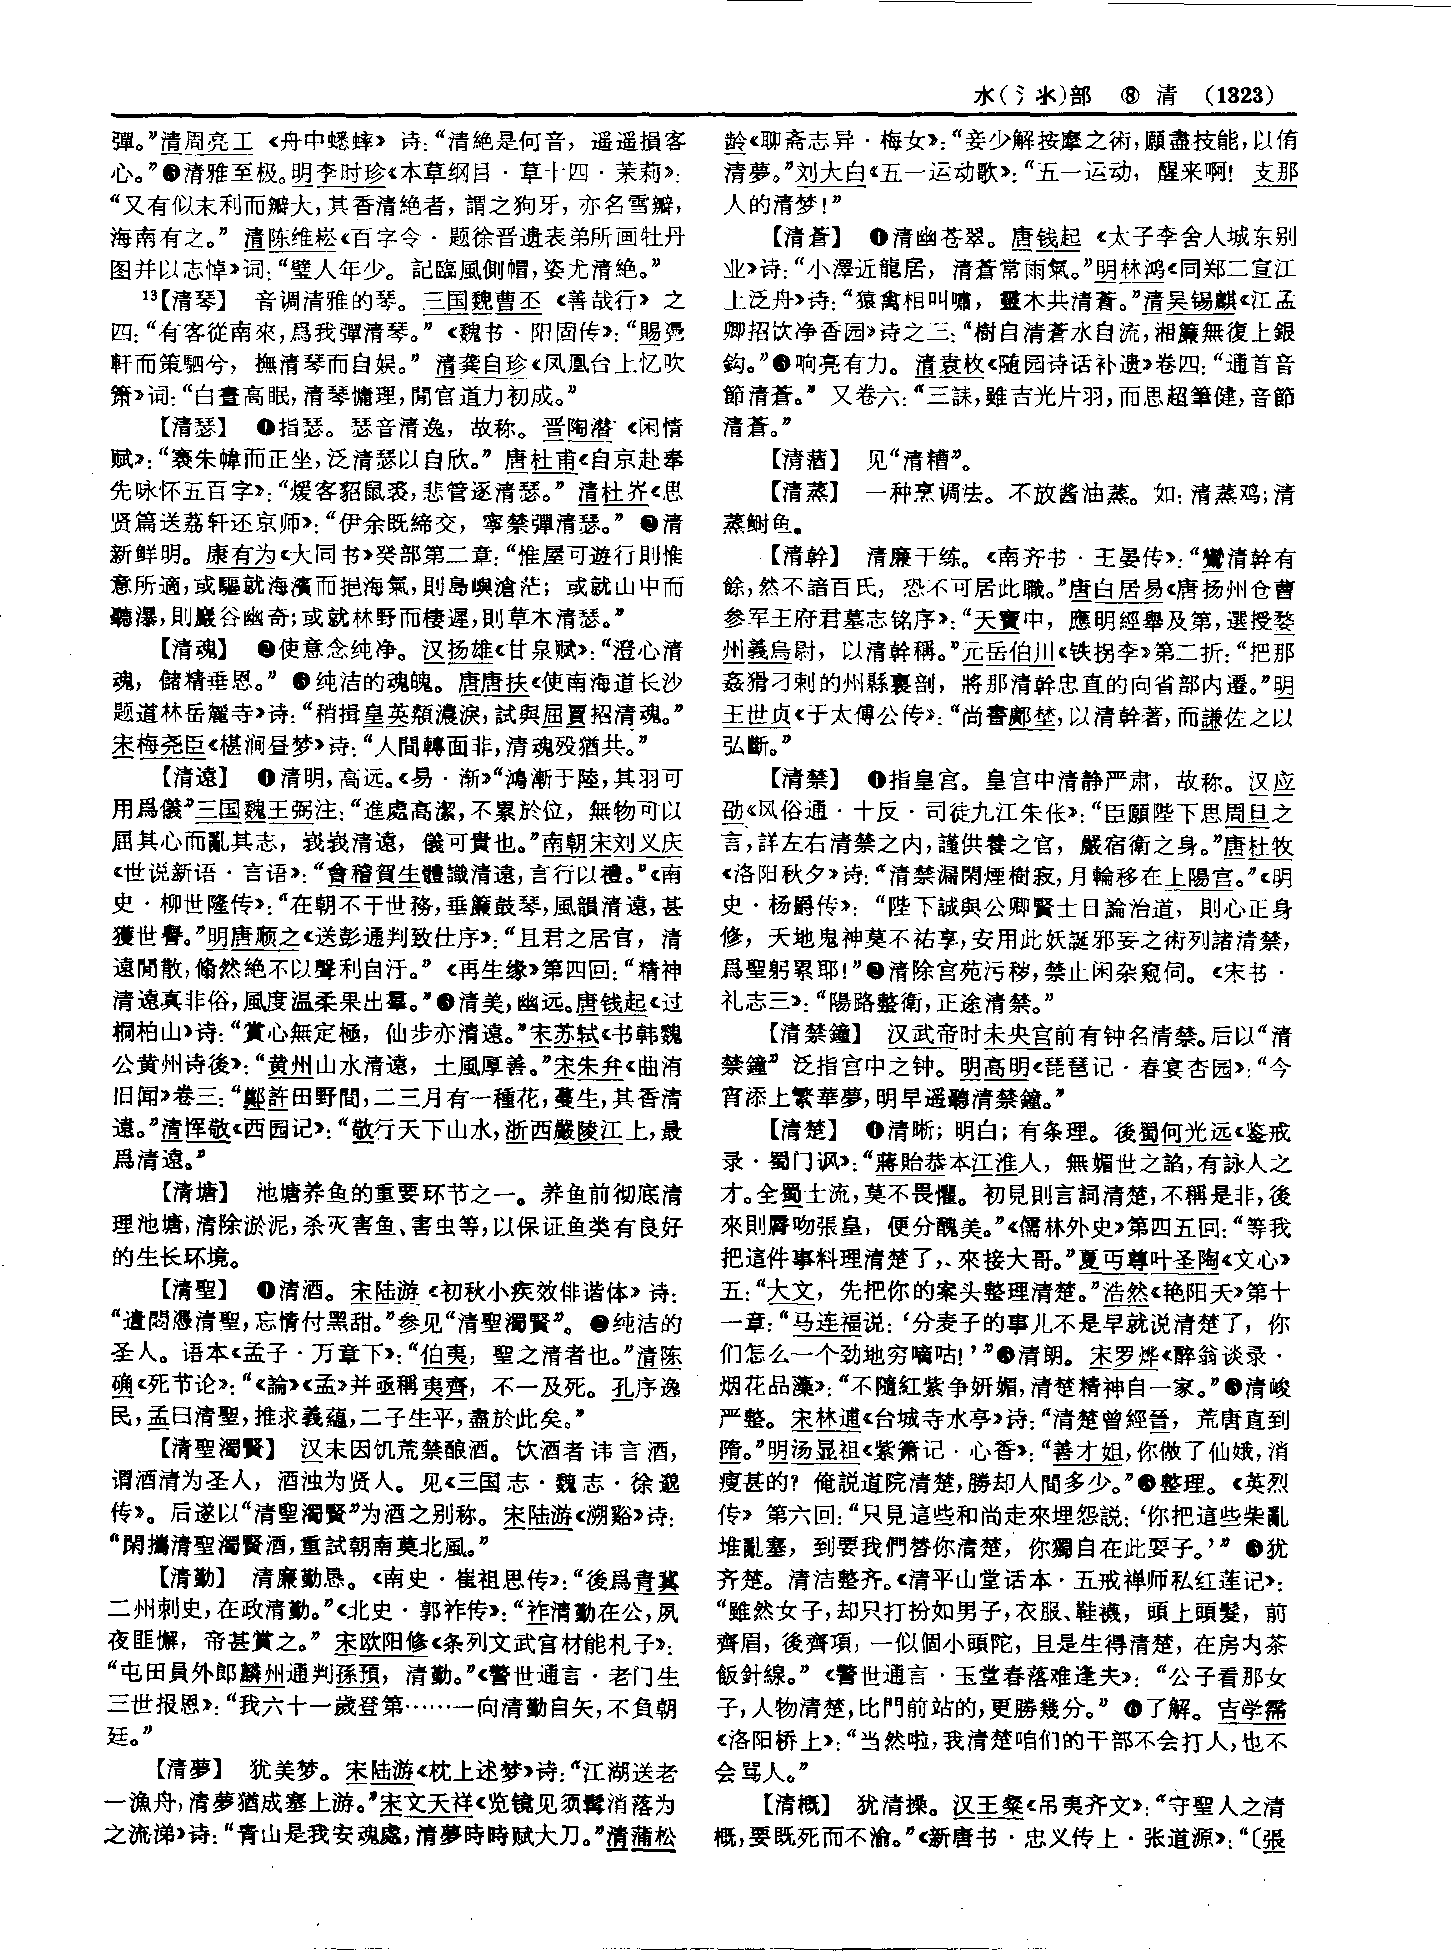 水(氵氺)部　⑧　清　(1323)
彈。”清周亮工《舟中蟋蟀》诗：“清絶是何音，遥遥損客
心。”❸清雅至极。明李时珍《本草纲目·草十四·茉莉》：
“又有似末利而瓣大，其香清絶者，謂之狗牙，亦名雪瓣，
海南有之。”清陈维崧《百字令·题徐晋遗表弟所画牡丹
图并以志悼》词：“璧人年少。記臨風側帽，姿尤清絶。”
¹³【清琴】　音调清雅的琴。三国魏曹丕《善哉行》之
四：“有客從南來，爲我彈清琴。”《魏书·阳固传》：“賜憑
軒而策駟兮，撫清琴而自娱。”清龚自珍《凤凰台上忆吹
箫》词：“白晝高眠，清琴慵理，閒官道力初成。”
【清瑟】　❶指瑟。瑟音清逸，故称。晋陶潜《闲情
赋》：“褰朱幃而正坐，泛清瑟以自欣。”唐杜甫《自京赴奉
先咏怀五百字》：“煖客貂鼠裘，悲管逐清瑟。”清杜岕《思
贤篇送荔轩还京师》：“伊余既締交，寧禁彈清瑟。”❷清
新鲜明。康有为《大同书》癸部第二章：“惟屋可遊行則惟
意所適，或驅就海濱而挹海氣，則島嶼滄茫；或就山中而
聽瀑，則巖谷幽奇；或就林野而棲遲，則草木清瑟。”
【清魂】　❷使意念纯净。汉扬雄《甘泉赋》：“澄心清
魂，儲精垂恩。”❸纯洁的魂魄。唐唐扶《使南海道长沙
题道林岳麓寺》诗：“稍揖皇英頮濃淚，試與屈賈招清魂。”
宋梅尧臣《椹涧昼梦》诗：“人間轉面非，清魂殁猶共。”
【清遠】　❶清明，高远。《易·渐》“鴻漸于陸，其羽可
用爲儀”三国魏王弼注：“進處高潔，不累於位，無物可以
屈其心而亂其志，峩峩清遠，儀可貴也。”南朝宋刘义庆
《世说新语·言语》：“會稽賀生體識清遠，言行以禮。”《南
史·柳世隆传》：“在朝不干世務，垂簾鼓琴，風韻清遠，甚
獲世譽。”明唐顺之《送彭通判致仕序》：“且君之居官，清
遠閒散，翛然絶不以聲利自汙。”《再生缘》第四回：“精神
清遠真非俗，風度温柔果出羣。”❸清美，幽远。唐钱起《过
桐柏山》诗：“賞心無定極，仙步亦清遠。”宋苏轼《书韩魏
公黄州诗後》：“黄州山水清遠，土風厚善。”宋朱弁《曲洧
旧闻》卷三：“鄭許田野間，二三月有一種花，蔓生，其香清
遠。”清恽敬《西园记》：“敬行天下山水，浙西嚴陵江上，最
爲清遠。”
【清塘】　池塘养鱼的重要环节之一。养鱼前彻底清
理池塘，清除淤泥，杀灭害鱼、害虫等，以保证鱼类有良好
的生长环境。
【清聖】　❶清酒。宋陆游《初秋小疾效俳谐体》诗：
“遣悶憑清聖，忘情付黑甜。”参见“清聖濁賢”。❷纯洁的
圣人。语本《孟子·万章下》：“伯夷，聖之清者也。”清陈
确《死节论》：“《論》《孟》并亟稱夷齊，不一及死。孔序逸
民，孟曰清聖，推求義藴，二子生平，盡於此矣。”
【清聖濁賢】　汉末因饥荒禁酿酒。饮酒者讳言酒，
谓酒清为圣人，酒浊为贤人。见《三国志·魏志·徐邈
传》。后遂以“清聖濁賢”为酒之别称。宋陆游《溯谿》诗：
“閑攜清聖濁賢酒，重試朝南莫北風。”
【清勤】　清廉勤恳。《南史·崔祖思传》：“後爲青冀
二州刺史，在政清勤。”《北史·郭祚传》：“祚清勤在公，夙
夜匪懈，帝甚賞之。”宋欧阳修《条列文武官材能札子》：
“屯田員外郎麟州通判孫預，清勤。”《警世通言·老门生
三世报恩》：“我六十一歲登第……一向清勤自矢，不負朝
廷。”
【清夢】　犹美梦。宋陆游《枕上述梦》诗：“江湖送老
一漁舟，清夢猶成塞上游。”宋文天祥《览镜见须髯消落为
之流涕》诗：“青山是我安魂處，清夢時時賦大刀。”清蒲松
龄《聊斋志异·梅女》：“妾少解按摩之術，願盡技能，以侑
清夢。”刘大白《五一运动歌》：“五一运动，醒来啊！支那
人的清梦！”
【清蒼】　❶清幽苍翠。唐钱起《太子李舍人城东别
业》诗：“小澤近龍居，清蒼常雨氣。”明林鸿《同郑二宣江
上泛舟》诗：“猿禽相叫嘯，靈木共清蒼。”清吴锡麒《江孟
卿招饮净香园》诗之三：“樹自清蒼水自流，湘簾無復上銀
鈎。”❸响亮有力。清袁枚《随园诗话补遗》卷四：“通首音
節清蒼。”又卷六：“三誄，雖吉光片羽，而思超筆健，音節
清蒼。”
【清䣺】　见“清糟”。
【清蒸】　一种烹调法。不放酱油蒸。如：清蒸鸡；清
蒸鲥鱼。
【清幹】　清廉干练。《南齐书·王晏传》：“鸞清幹有
餘，然不諳百氏，恐不可居此職。”唐白居易《唐扬州仓曹
参军王府君墓志铭序》：“天寶中，應明經舉及第，選授婺
州義烏尉，以清幹稱。”元岳伯川《铁拐李》第二折：“把那
姦猾刁刺的州縣裏剖，將那清幹忠直的向省部内遷。”明
王世贞《于太傅公传》：“尚書鄺埜，以清幹著，而謙佐之以
弘斷。”
【清禁】　❶指皇宫。皇宫中清静严肃，故称。汉应
劭《风俗通·十反·司徒九江朱伥》：“臣願陛下思周旦之
言，詳左右清禁之内，謹供養之官，嚴宿衛之身。”唐杜牧
《洛阳秋夕》诗：“清禁漏閑煙樹寂，月輪移在上陽宫。”《明
史·杨爵传》：“陛下誠與公卿賢士日論治道，則心正身
修，天地鬼神莫不祐享，安用此妖誕邪妄之術列諸清禁，
爲聖躬累耶！”❷清除宫苑污秽，禁止闲杂窥伺。《宋书·
礼志三》：“陽路整衛，正途清禁。”
【清禁鐘】　汉武帝时未央宫前有钟名清禁。后以“清
禁鐘”泛指宫中之钟。明高明《琵琶记·春宴杏园》：“今
宵添上繁華夢，明早遥聽清禁鐘。”
【清楚】　❶清晰；明白；有条理。後蜀何光远《鉴戒
录·蜀门讽》：“蔣貽恭本江淮人，無媚世之諂，有詠人之
才。全蜀士流，莫不畏懼。初見則言詞清楚，不稱是非，後
來則脣吻張皇，便分醜美。”《儒林外史》第四五回：“等我
把這件事料理清楚了，來接大哥。”夏丏尊叶圣陶《文心》
五：“大文，先把你的案头整理清楚。”浩然《艳阳天》第十
一章：“马连福说：‘分麦子的事儿不是早就说清楚了，你
们怎么一个劲地穷嘀咕！’”❸清朗。宋罗烨《醉翁谈录·
烟花品藻》：“不隨紅紫争妍媚，清楚精神自一家。”❸清峻
严整。宋林逋《台城寺水亭》诗：“清楚曾經晉，荒唐直到
隋。”明汤显祖《紫箫记·心香》：“善才姐，你做了仙娥，消
瘦甚的？俺説道院清楚，勝却人間多少。”❸整理。《英烈
传》第六回：“只見這些和尚走來埋怨説：‘你把這些柴亂
堆亂塞，到要我們替你清楚，你獨自在此耍子。’”❺犹
齐楚。清洁整齐。《清平山堂话本·五戒禅师私红莲记》：
“雖然女子，却只打扮如男子，衣服、鞋襪，頭上頭髮，前
齊眉，後齊項，一似個小頭陀，且是生得清楚，在房内茶
飯針線。”《警世通言·玉堂春落难逢夫》：“公子看那女
子，人物清楚，比門前站的，更勝幾分。”❻了解。吉学霈
《洛阳桥上》：“当然啦，我清楚咱们的干部不会打人，也不
会骂人。”
【清概】　犹清操。汉王粲《吊夷齐文》：“守聖人之清
概，要既死而不渝。”《新唐书·忠义传上·张道源》：“〔張